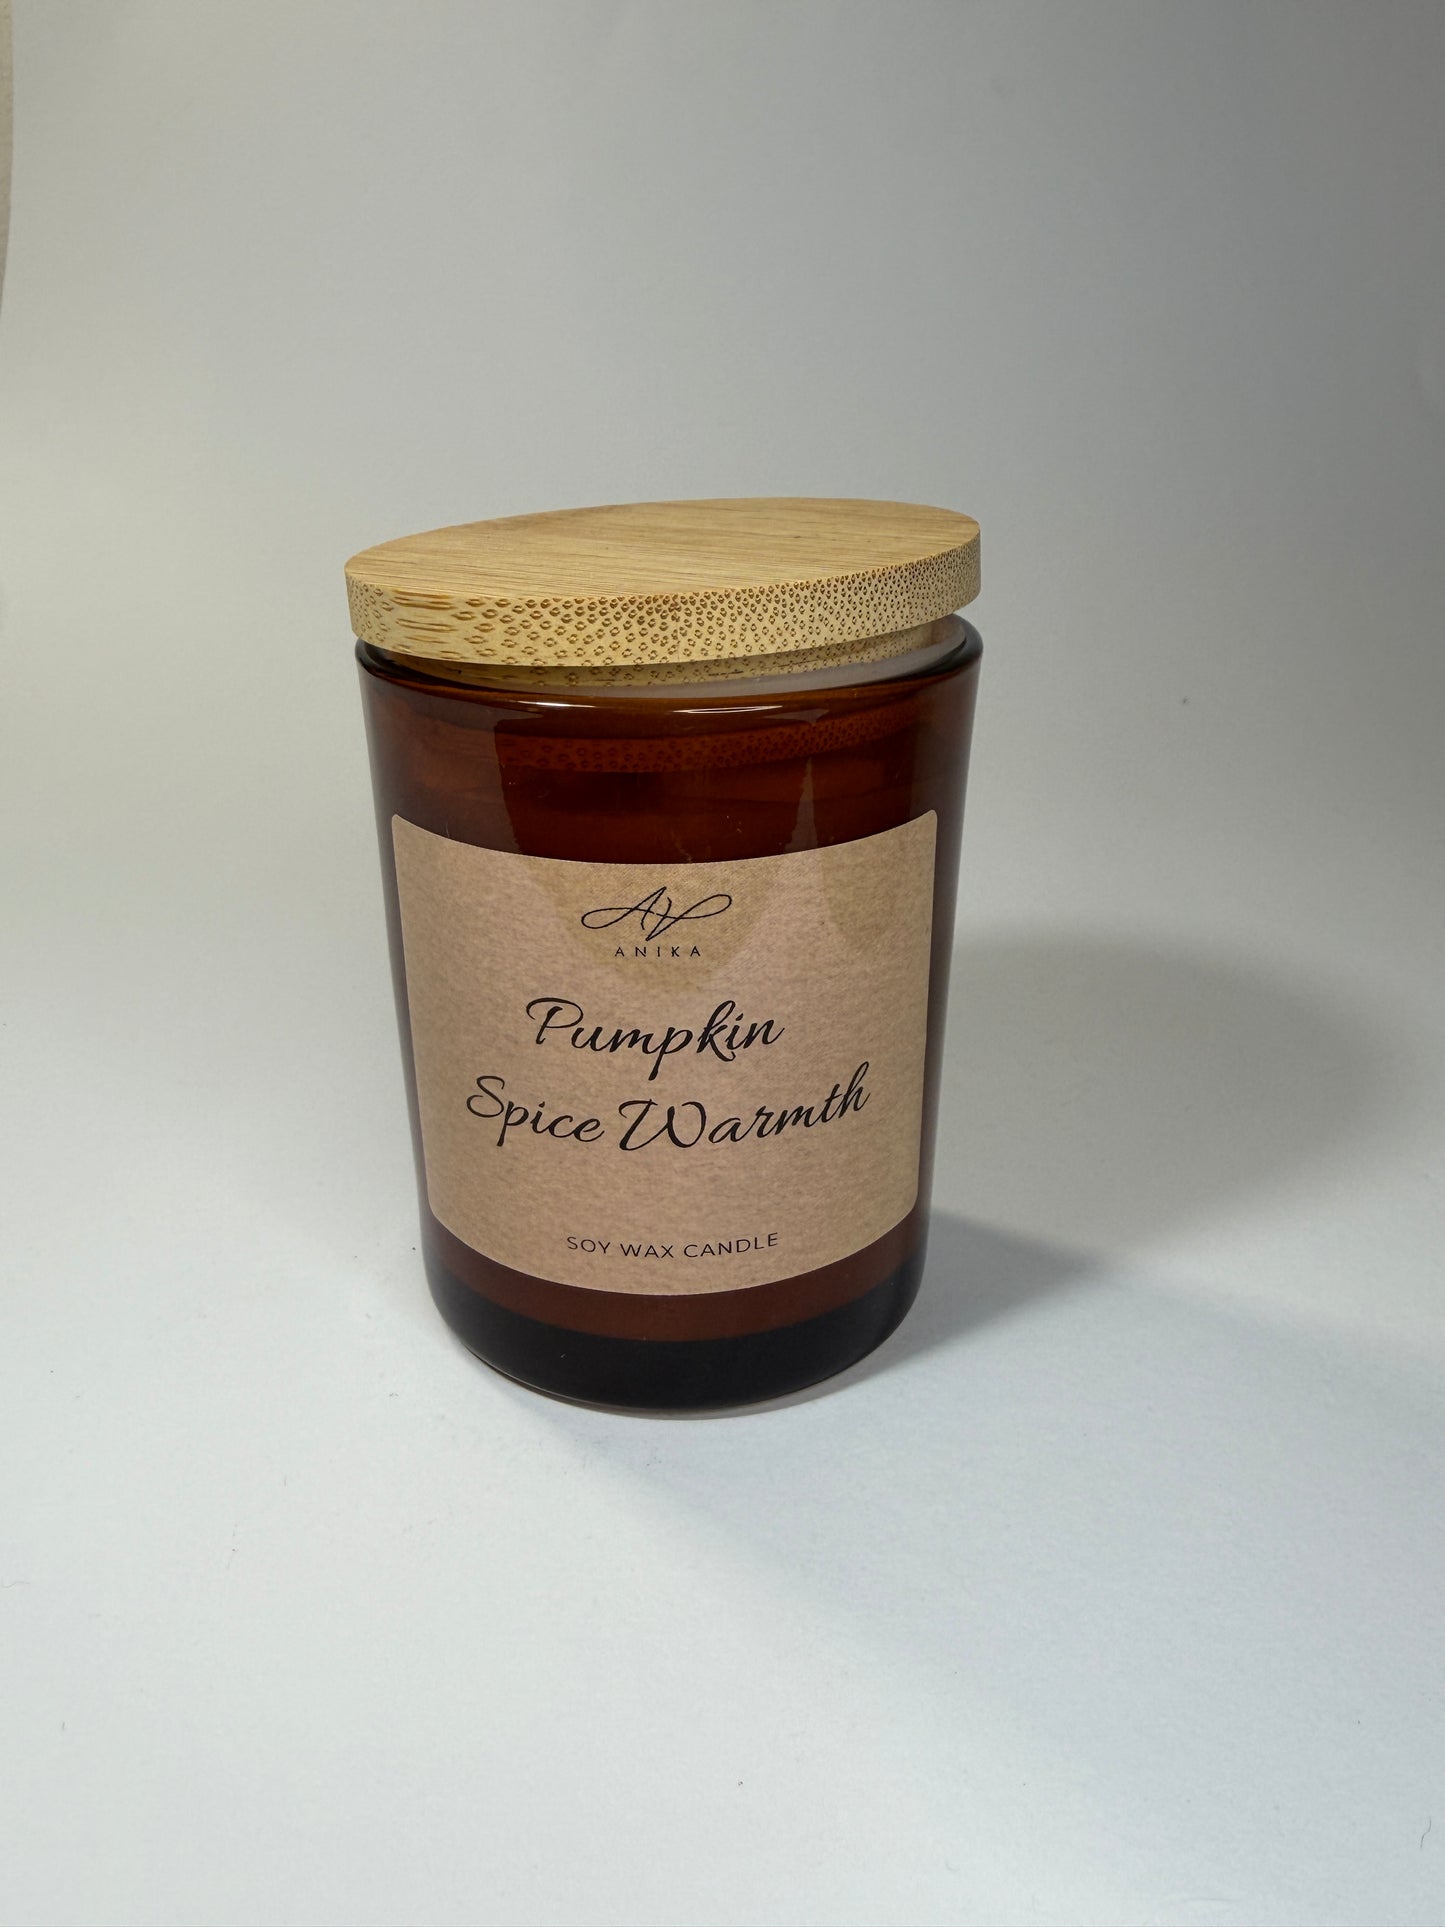 AV
ANIKA
Pumpkin
Spice Warmth
SOY WAX CANDLE